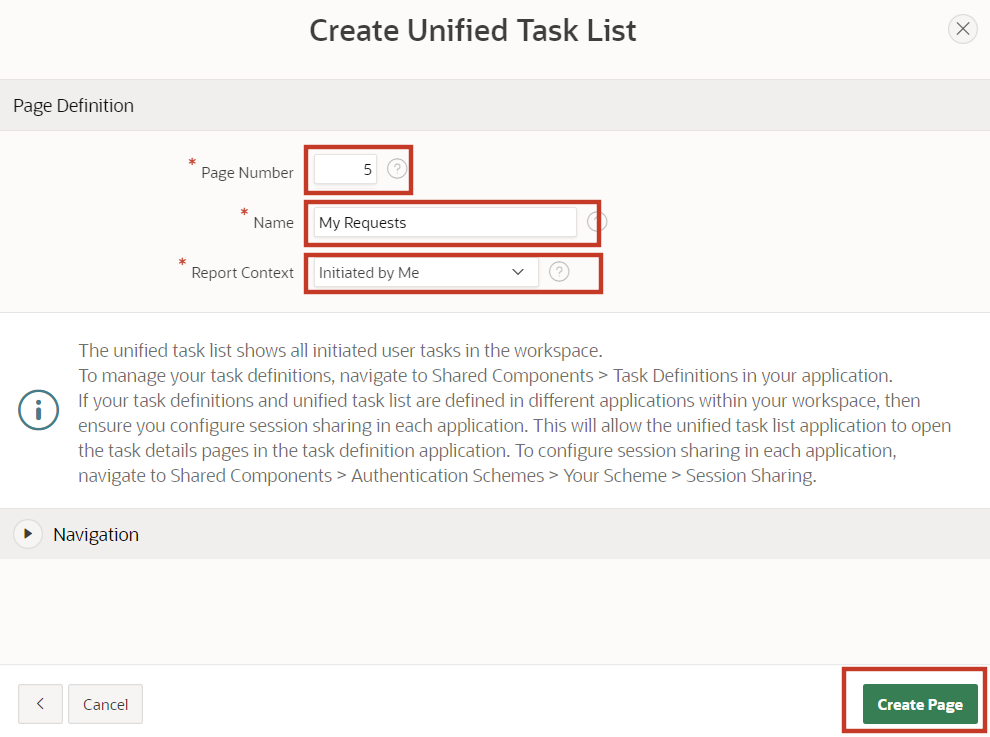 Create Unified Task List
Page Definition
* Page Number 5 ?
* Name My Requests ?
* Report Context Initiated by Me ?
The unified task list shows all initiated user tasks in the workspace.
To manage your task definitions, navigate to Shared Components > Task Definitions in your application.
If your task definitions and unified task list are defined in different applications within your workspace, then
ensure you configure session sharing in each application. This will allow the unified task list application to open
the task details pages in the task definition application. To configure session sharing in each application,
navigate to Shared Components > Authentication Schemes > Your Scheme > Session Sharing.
Navigation
Cancel
Create Page